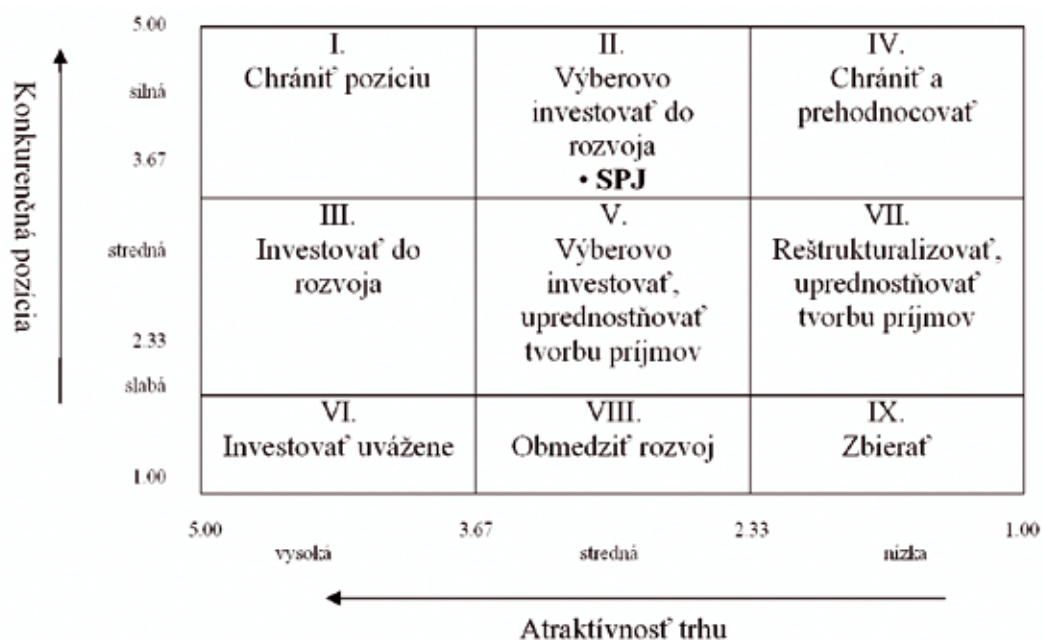 Konkurenčná pozícia
5.00
silná
3.67
stredná
2.33
slabá
1.00
I.
Chrániť pozíciu
II.
Výberovo
investovať do
rozvoja
• SPJ
IV.
Chrániť a
prehodnocovať
III.
Investovať do
rozvoja
V.
Výberovo
investovať,
uprednostňovať
tvorbu príjmov
VII.
Reštrukturalizovať,
uprednostňovať
tvorbu príjmov
VI.
Investovať uvážene
VIII.
Obmedziť rozvoj
IX.
Zbierať
5.00
3.67
2.33
1.00
vysoká
stredná
nízka
Atraktívnosť trhu